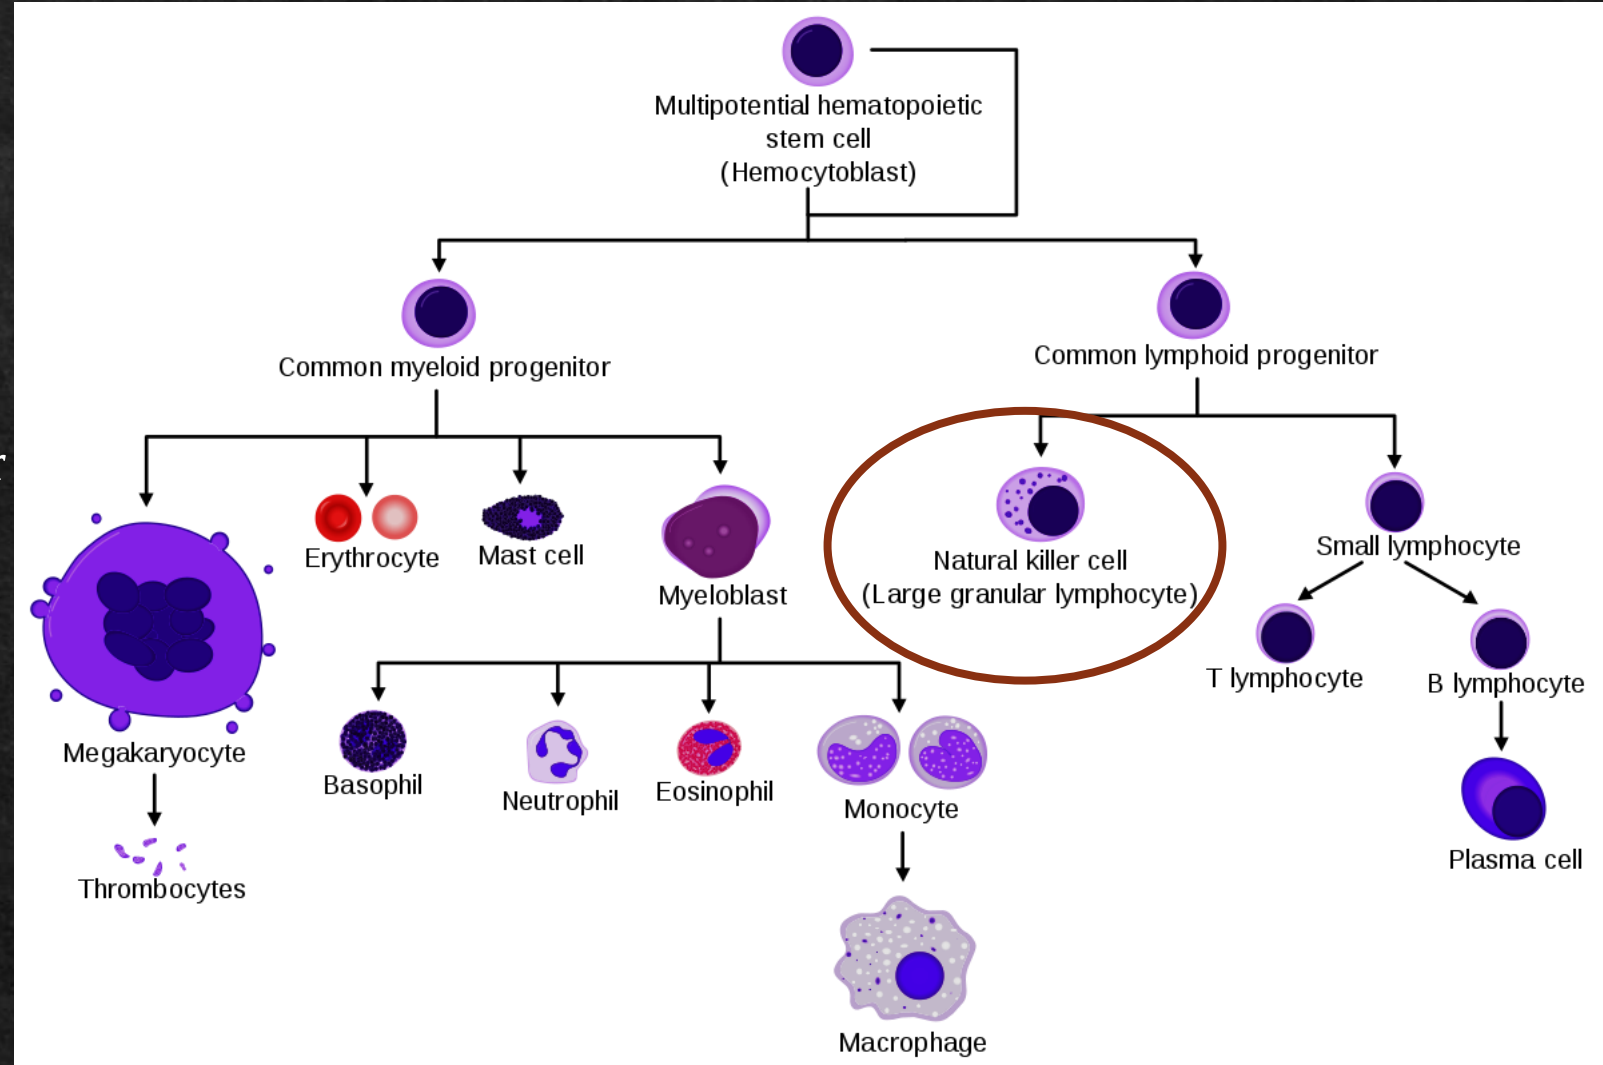 Multipotential hematopoietic
stem cell
(Hemocytoblast)
Common myeloid progenitor
Common lymphoid progenitor
Erythrocyte
Mast cell
Myeloblast
Natural killer cell
(Large granular lymphocyte)
Small lymphocyte
T lymphocyte
B lymphocyte
Megakaryocyte
Basophil
Neutrophil
Eosinophil
Monocyte
Plasma cell
Thrombocytes
Macrophage